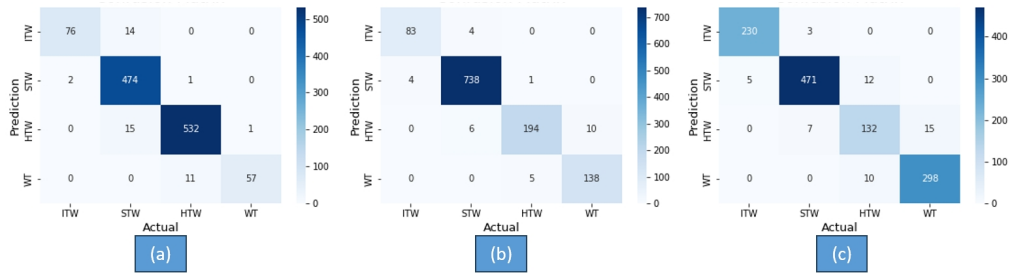 ITW 76 14 0 0
STW 2 474 1 0
HTW 0 15 532 1
WT 0 0 11 57
ITW STW HTW WT
Prediction
Actual
500
400
300
200
100
0
(a)
ITW 83 4 0 0
STW 4 738 1 0
HTW 0 6 194 10
WT 0 0 5 138
ITW STW HTW WT
Prediction
Actual
700
600
500
400
300
200
100
0
(b)
ITW 230 3 0 0
STW 5 471 12 0
HTW 0 7 132 15
WT 0 0 10 298
ITW STW HTW WT
Prediction
Actual
400
300
200
100
0
(c)